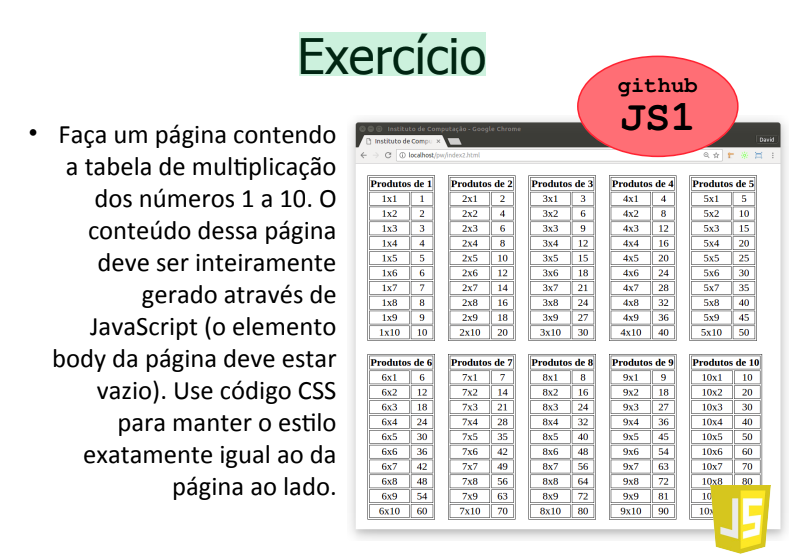 Exercício
github
JS1
• Faça um página contendo
a tabela de multiplicação
dos números 1 a 10. O
conteúdo dessa página
deve ser inteiramente
gerado através de
JavaScript (o elemento
body da página deve estar
vazio). Use código CSS
para manter o estilo
exatamente igual ao da
página ao lado.
Instituto de Computação - Google Chrome
Instituto de Compu
David
localhost/pw/index2.html
Produtos de 1 Produtos de 2 Produtos de 3 Produtos de 4 Produtos de 5
1x1 1 2x1 2 3x1 3 4x1 4 5x1 5
1x2 2 2x2 4 3x2 6 4x2 8 5x2 10
1x3 3 2x3 6 3x3 9 4x3 12 5x3 15
1x4 4 2x4 8 3x4 12 4x4 16 5x4 20
1x5 5 2x5 10 3x5 15 4x5 20 5x5 25
1x6 6 2x6 12 3x6 18 4x6 24 5x6 30
1x7 7 2x7 14 3x7 21 4x7 28 5x7 35
1x8 8 2x8 16 3x8 24 4x8 32 5x8 40
1x9 9 2x9 18 3x9 27 4x9 36 5x9 45
1x10 10 2x10 20 3x10 30 4x10 40 5x10 50
Produtos de 6 Produtos de 7 Produtos de 8 Produtos de 9 Produtos de 10
6x1 6 7x1 7 8x1 8 9x1 9 10x1 10
6x2 12 7x2 14 8x2 16 9x2 18 10x2 20
6x3 18 7x3 21 8x3 24 9x3 27 10x3 30
6x4 24 7x4 28 8x4 32 9x4 36 10x4 40
6x5 30 7x5 35 8x5 40 9x5 45 10x5 50
6x6 36 7x6 42 8x6 48 9x6 54 10x6 60
6x7 42 7x7 49 8x7 56 9x7 63 10x7 70
6x8 48 7x8 56 8x8 64 9x8 72 10x8 80
6x9 54 7x9 63 8x9 72 9x9 81
6x10 60 7x10 70 8x10 80 9x10 90
JS